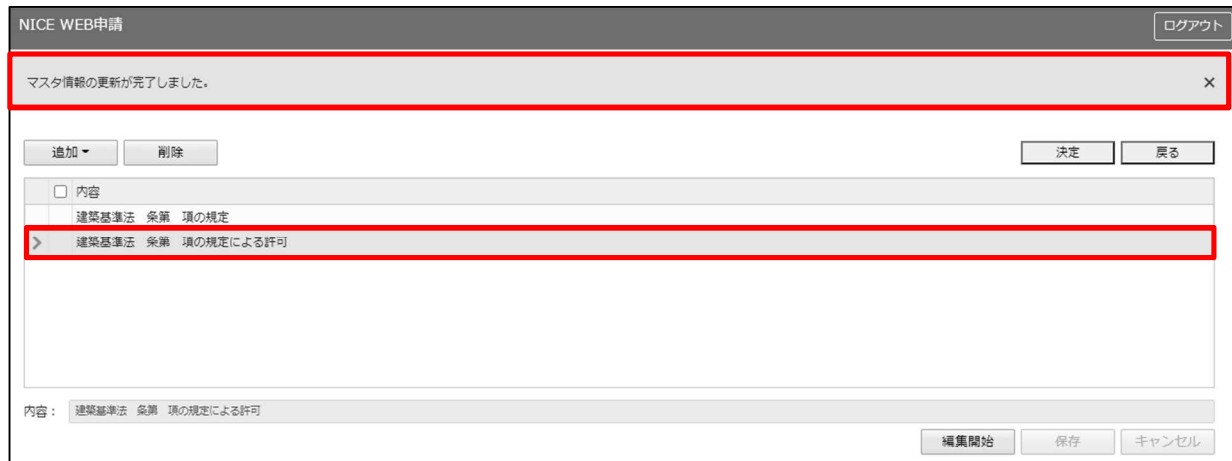 NICE WEB申請 ログアウト
マスタ情報の更新が完了しました。 ×
追加 削除 決定 戻る
内容
建築基準法　条第　項の規定
建築基準法　条第　項の規定による許可
内容： 建築基準法　条第　項の規定による許可
編集開始 保存 キャンセル